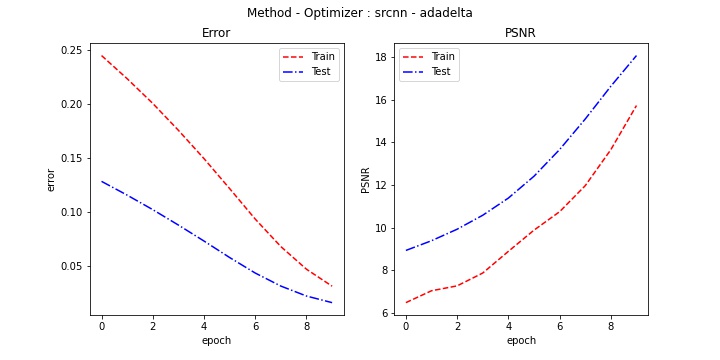 Method - Optimizer : srcnn - adadelta
Error
0.25
0.20
0.15
0.10
0.05
error
0 2 4 6 8
epoch
Train
Test
PSNR
18
16
14
12
10
8
6
PSNR
0 2 4 6 8
epoch
Train
Test